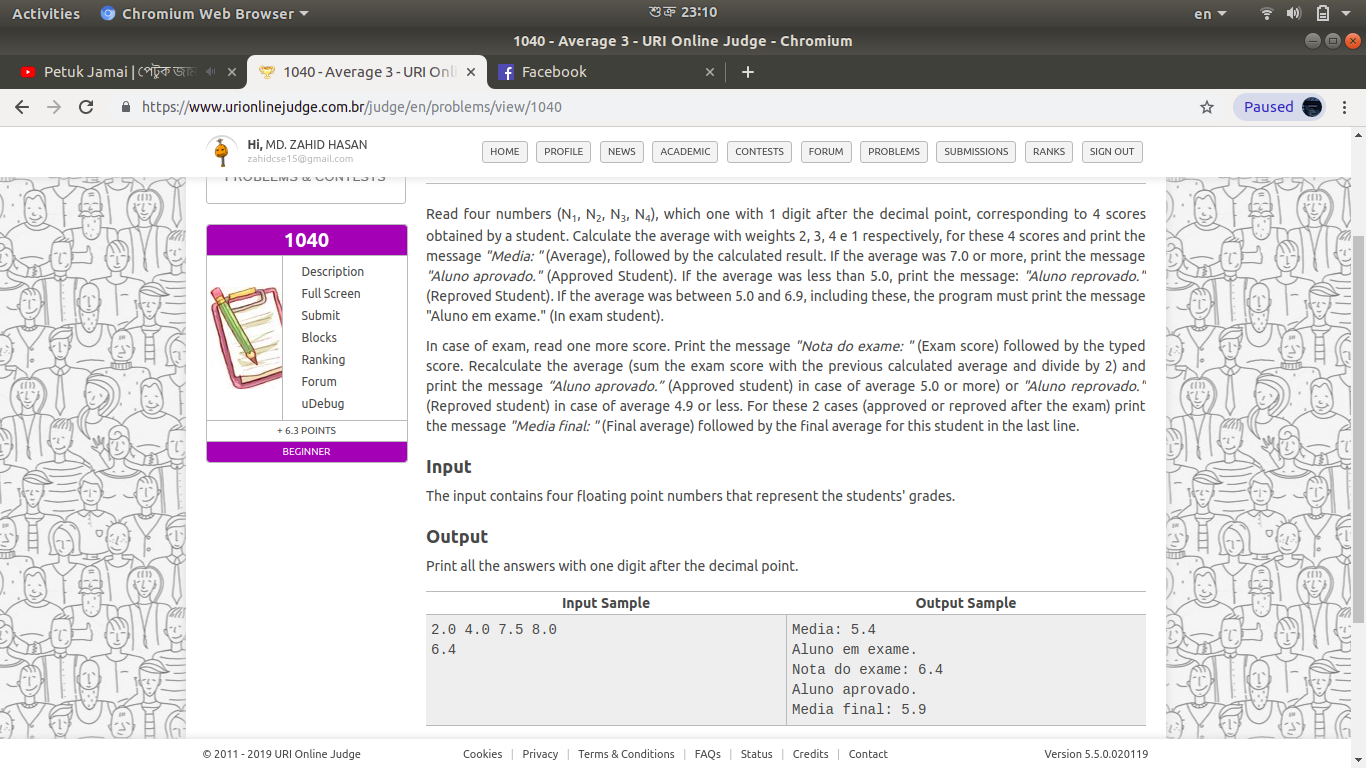 Activities Chromium Web Browser শুক্র 23:10 en
1040 - Average 3 - URI Online Judge - Chromium
Petuk Jamai | পেটুক জাম 1040 - Average 3 - URI Onli Facebook
https://www.urionlinejudge.com.br/judge/en/problems/view/1040 Paused
Hi, MD. ZAHID HASAN
zahidcse15@gmail.com
HOME PROFILE NEWS ACADEMIC CONTESTS FORUM PROBLEMS SUBMISSIONS RANKS SIGN OUT
PROBLEMS & CONTESTS
1040
Description
Full Screen
Submit
Blocks
Ranking
Forum
uDebug
+ 6.3 POINTS
BEGINNER
Read four numbers (N1, N2, N3, N4), which one with 1 digit after the decimal point, corresponding to 4 scores
obtained by a student. Calculate the average with weights 2, 3, 4 e 1 respectively, for these 4 scores and print the
message "Media: " (Average), followed by the calculated result. If the average was 7.0 or more, print the message
"Aluno aprovado." (Approved Student). If the average was less than 5.0, print the message: "Aluno reprovado."
(Reproved Student). If the average was between 5.0 and 6.9, including these, the program must print the message
"Aluno em exame." (In exam student).
In case of exam, read one more score. Print the message "Nota do exame: " (Exam score) followed by the typed
score. Recalculate the average (sum the exam score with the previous calculated average and divide by 2) and
print the message “Aluno aprovado.” (Approved student) in case of average 5.0 or more) or "Aluno reprovado."
(Reproved student) in case of average 4.9 or less. For these 2 cases (approved or reproved after the exam) print
the message "Media final: " (Final average) followed by the final average for this student in the last line.
Input
The input contains four floating point numbers that represent the students' grades.
Output
Print all the answers with one digit after the decimal point.
Input Sample Output Sample
2.0 4.0 7.5 8.0
6.4
Media: 5.4
Aluno em exame.
Nota do exame: 6.4
Aluno aprovado.
Media final: 5.9
© 2011 - 2019 URI Online Judge Cookies | Privacy | Terms & Conditions | FAQs | Status | Credits | Contact Version 5.5.0.020119